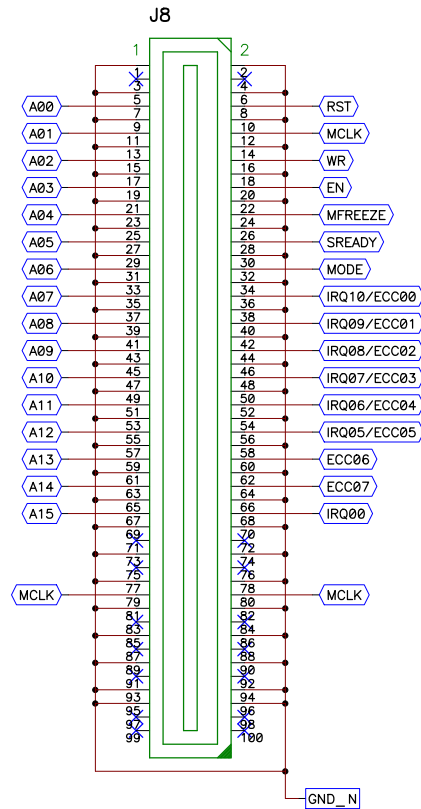 J8
1 2
1 2
3 4
A00 5 6 RST
7 8
A01 9 10 MCLK
11 12
A02 13 14 WR
15 16
A03 17 18 EN
19 20
A04 21 22 MFREEZE
23 24
A05 25 26 SREADY
27 28
A06 29 30 MODE
31 32
A07 33 34 IRQ10/ECC00
35 36
A08 37 38 IRQ09/ECC01
39 40
A09 41 42 IRQ08/ECC02
43 44
A10 45 46 IRQ07/ECC03
47 48
A11 49 50 IRQ06/ECC04
51 52
A12 53 54 IRQ05/ECC05
55 56
A13 57 58 ECC06
59 60
A14 61 62 ECC07
63 64
A15 65 66 IRQ00
67 68
69 70
71 72
73 74
75 76
MCLK 77 78 MCLK
79 80
81 82
83 84
85 86
87 88
89 90
91 92
93 94
95 96
97 98
99 100
GND_N